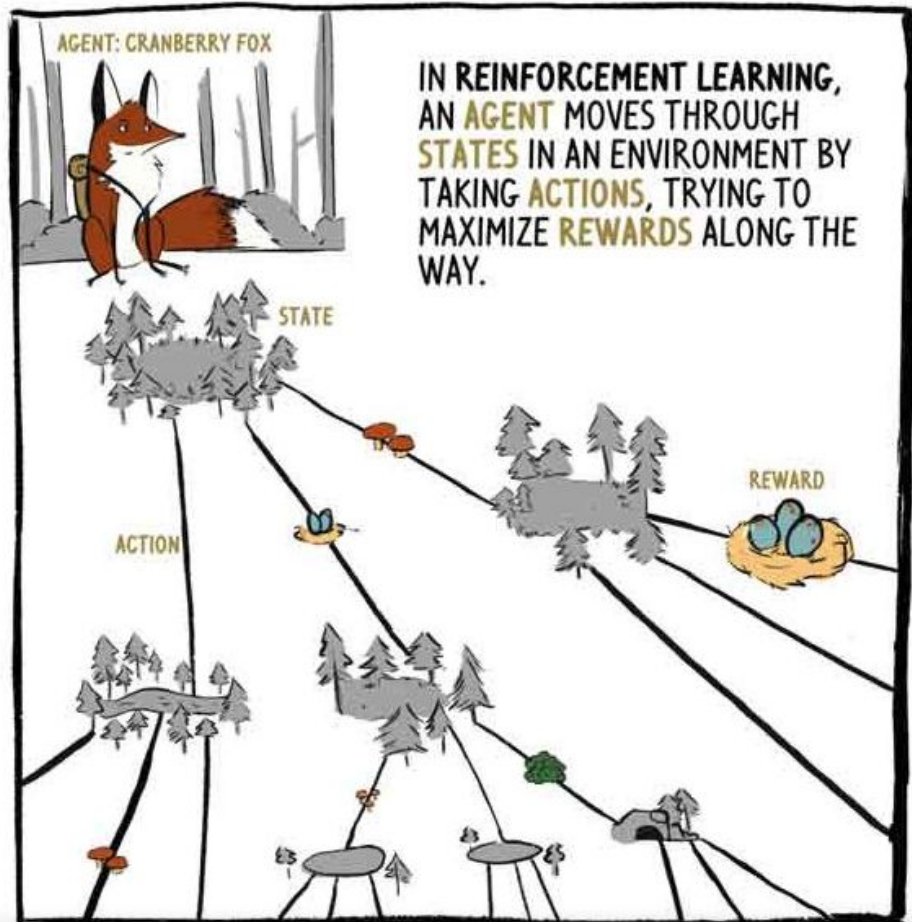 AGENT: CRANBERRY FOX
IN REINFORCEMENT LEARNING,
AN AGENT MOVES THROUGH
STATES IN AN ENVIRONMENT BY
TAKING ACTIONS, TRYING TO
MAXIMIZE REWARDS ALONG THE
WAY.
STATE
REWARD
ACTION